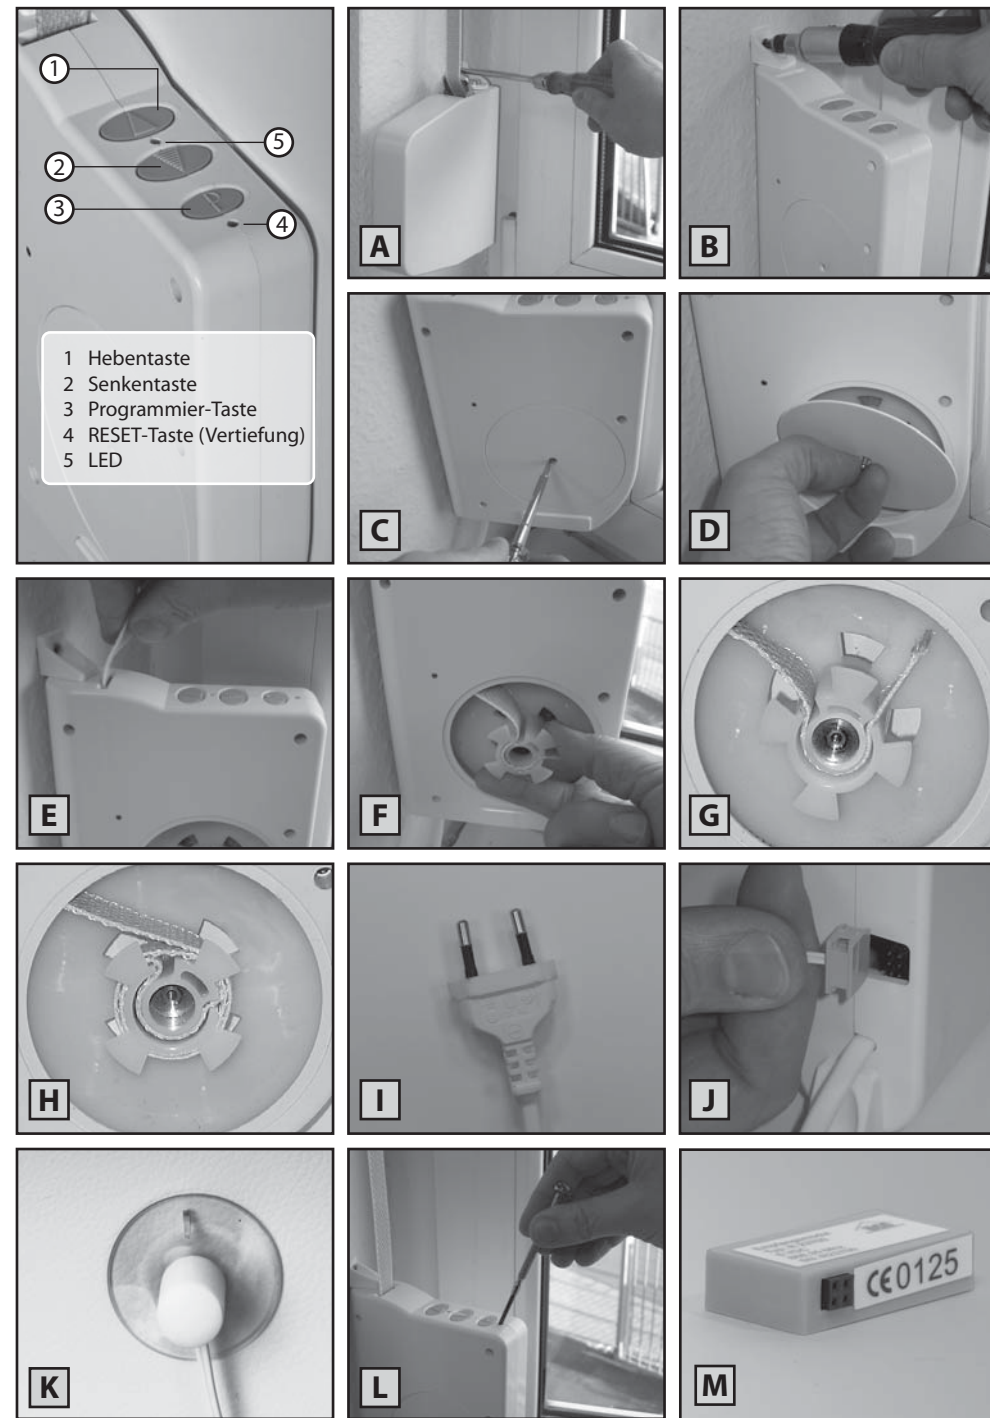 1
2
3
5
4
1 Hebentaste
2 Senkentaste
3 Programmier-Taste
4 RESET-Taste (Vertiefung)
5 LED
P
A
B
C
D
E
F
G
H
I
J
K
L
CE0125
M